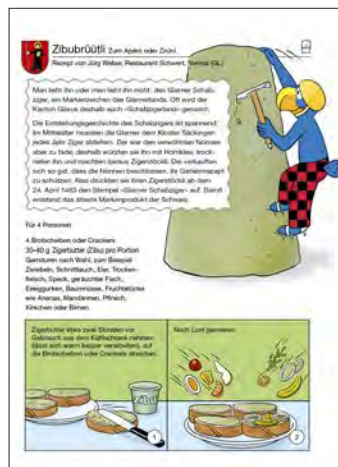 Zibubrüütli Zum Apéro oder Znüni
Rezept von Jürg Weber, Restaurant Schwert, Netstal (GL)
Man liebt ihn oder man liebt ihn nicht: den Glarner Schab-
ziger, ein Markenzeichen des Glarnerlands. Oft wird der
Kanton Glarus deshalb auch «Schabzigerland» genannt.
Die Entstehungsgeschichte des Schabzigers ist spannend:
Im Mittelalter mussten die Glarner dem Kloster Säckingen
jedes Jahr Ziger abliefern. Der war den verwöhnten Nonnen
aber zu fade; deshalb würzten sie ihn mit Hornklee, trock-
neten ihn und machten daraus Zigerstöckli. Die verkauften
sich so gut, dass die Nonnen beschlossen, ihr Geheimrezept
zu schützen. Also drückten sie ihren Zigerstöckli ab dem
24. April 1463 den Stempel «Glarner Schabziger» auf. Damit
entstand das älteste Markenprodukt der Schweiz.
Für 4 Personen
4 Brotscheiben oder Crackers
30–40 g Zigerbutter (Zibu) pro Portion
Garnituren nach Wahl, zum Beispiel
Zwiebeln, Schnittlauch, Eier, Trocken-
fleisch, Speck, geräucherter Fisch,
Essiggurken, Baumnüsse, Fruchtstücke
wie Ananas, Mandarinen, Pfirsich,
Kirschen oder Birnen
Zigerbutter etwa zwei Stunden vor
Gebrauch aus dem Kühlschrank nehmen
(lässt sich warm besser verarbeiten), auf
die Brotscheiben oder Crackers streichen.
Zibu
1
Nach Lust garnieren.
2